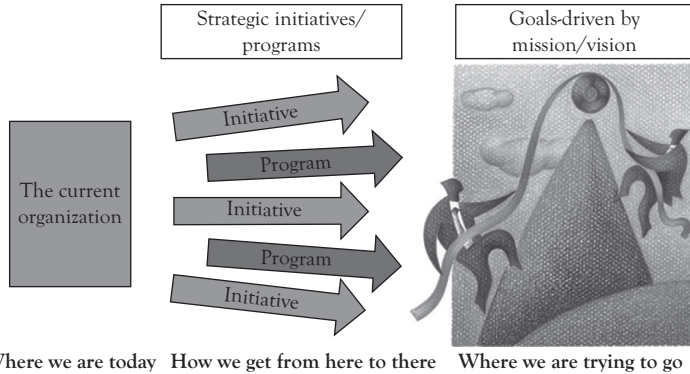 Strategic initiatives/
programs
Goals-driven by
mission/vision
The current
organization
Initiative
Program
Initiative
Program
Initiative
Where we are today
How we get from here to there
Where we are trying to go